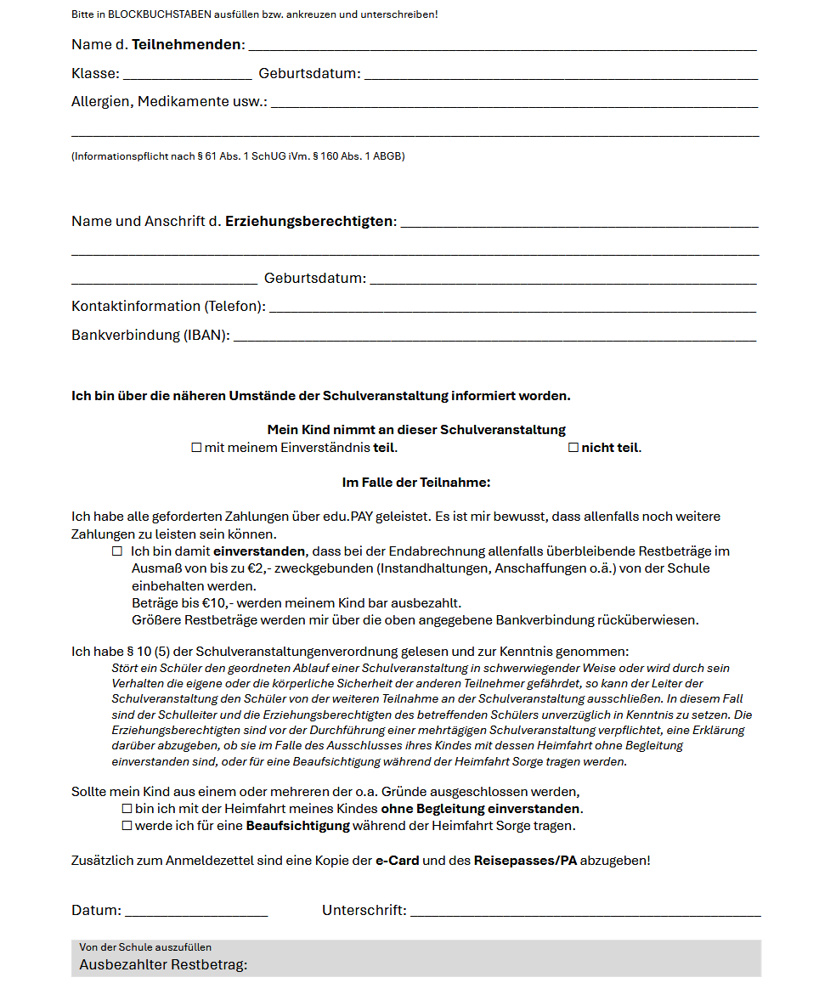 Bitte in BLOCKBUCHSTABEN ausfüllen bzw. ankreuzen und unterschreiben!
Name d. Teilnehmenden: ___
Klasse: ___ Geburtsdatum: ___
Allergien, Medikamente usw.: ___
(Informationspflicht nach § 61 Abs. 1 SchUG iVm. § 160 Abs. 1 ABGB)
Name und Anschrift d. Erziehungsberechtigten: ___
___ Geburtsdatum: ___
Kontaktinformation (Telefon): ___
Bankverbindung (IBAN): ___
Ich bin über die näheren Umstände der Schulveranstaltung informiert worden.
Mein Kind nimmt an dieser Schulveranstaltung
☐ mit meinem Einverständnis teil. ☐ nicht teil.
Im Falle der Teilnahme:
Ich habe alle geforderten Zahlungen über edu.PAY geleistet. Es ist mir bewusst, dass allenfalls noch weitere
Zahlungen zu leisten sein können.
☐ Ich bin damit einverstanden, dass bei der Endabrechnung allenfalls überbleibende Restbeträge im
Ausmaß von bis zu €2,- zweckgebunden (Instandhaltungen, Anschaffungen o.ä.) von der Schule
einbehalten werden.
Beträge bis €10,- werden meinem Kind bar ausbezahlt.
Größere Restbeträge werden mir über die oben angegebene Bankverbindung rücküberwiesen.
Ich habe § 10 (5) der Schulveranstaltungenverordnung gelesen und zur Kenntnis genommen:
Stört ein Schüler den geordneten Ablauf einer Schulveranstaltung in schwerwiegender Weise oder wird durch sein
Verhalten die eigene oder die körperliche Sicherheit der anderen Teilnehmer gefährdet, so kann der Leiter der
Schulveranstaltung den Schüler von der weiteren Teilnahme an der Schulveranstaltung ausschließen. In diesem Fall
sind der Schulleiter und die Erziehungsberechtigten des betreffenden Schülers unverzüglich in Kenntnis zu setzen. Die
Erziehungsberechtigten sind vor der Durchführung einer mehrtägigen Schulveranstaltung verpflichtet, eine Erklärung
darüber abzugeben, ob sie im Falle des Ausschlusses ihres Kindes mit dessen Heimfahrt ohne Begleitung
einverstanden sind, oder für eine Beaufsichtigung während der Heimfahrt Sorge tragen werden.
Sollte mein Kind aus einem oder mehreren der o.a. Gründe ausgeschlossen werden,
☐ bin ich mit der Heimfahrt meines Kindes ohne Begleitung einverstanden.
☐ werde ich für eine Beaufsichtigung während der Heimfahrt Sorge tragen.
Zusätzlich zum Anmeldezettel sind eine Kopie der e-Card und des Reisepasses/PA abzugeben!
Datum: ___ Unterschrift: ___
Von der Schule auszufüllen
Ausbezahlter Restbetrag: